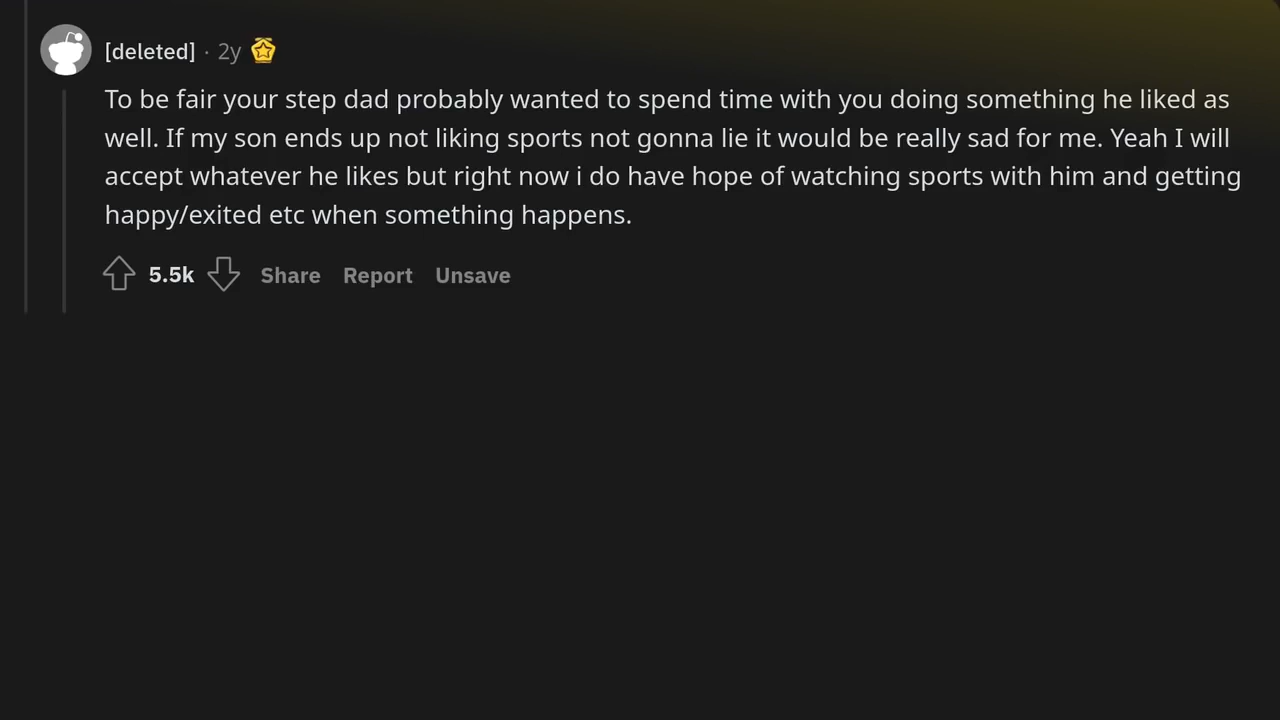 [deleted] · 2y
To be fair your step dad probably wanted to spend time with you doing something he liked as
well. If my son ends up not liking sports not gonna lie it would be really sad for me. Yeah I will
accept whatever he likes but right now i do have hope of watching sports with him and getting
happy/exited etc when something happens.
5.5k Share Report Unsave